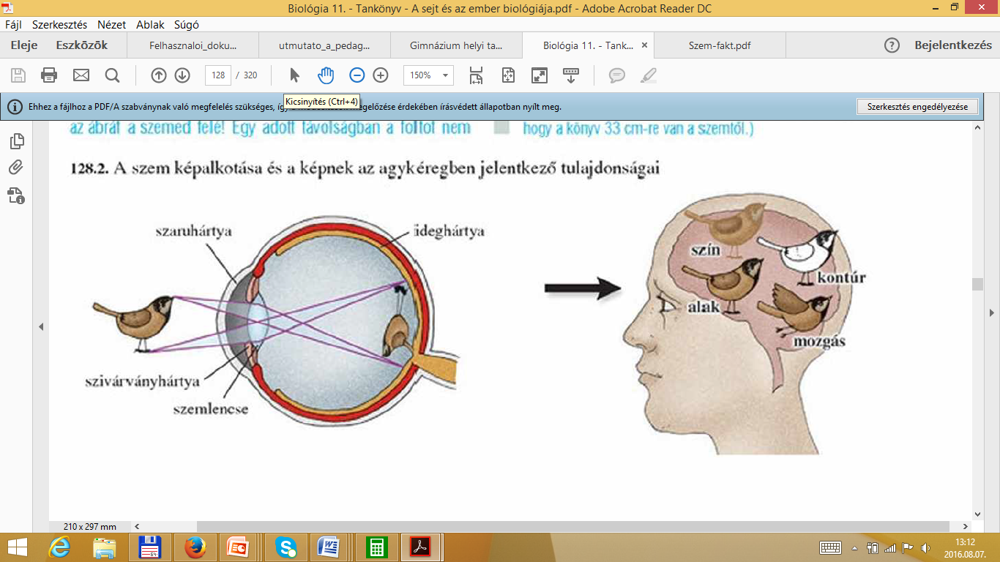 Biológia 11. - Tankönyv - A sejt és az ember biológiája.pdf - Adobe Acrobat Reader DC
Fájl Szerkesztés Nézet Ablak Súgó
Eleje Eszközök Felhasznaloi_doku... utmutato_a_pedag... Gimnázium helyi ta... Biológia 11. - Tank... × Szem-fakt.pdf Bejelentkezés
128 / 320 150%
Kicsinyítés (Ctrl+4)
Ehhez a fájlhoz a PDF/A szabványnak való megfelelés szükséges, így megelőzése érdekében írásvédett állapotban nyílt meg. Szerkesztés engedélyezése
az ábrát a szemed felé! Egy adott távolságban a foltot nem
hogy a könyv 33 cm-re van a szemtől.)
128.2. A szem képalkotása és a képnek az agykéregben jelentkező tulajdonságai
szaruhártya
ideghártya
szivárványhártya
szemlencse
szín
kontúr
alak
mozgás
210 x 297 mm
64
13:12
2016.08.07.